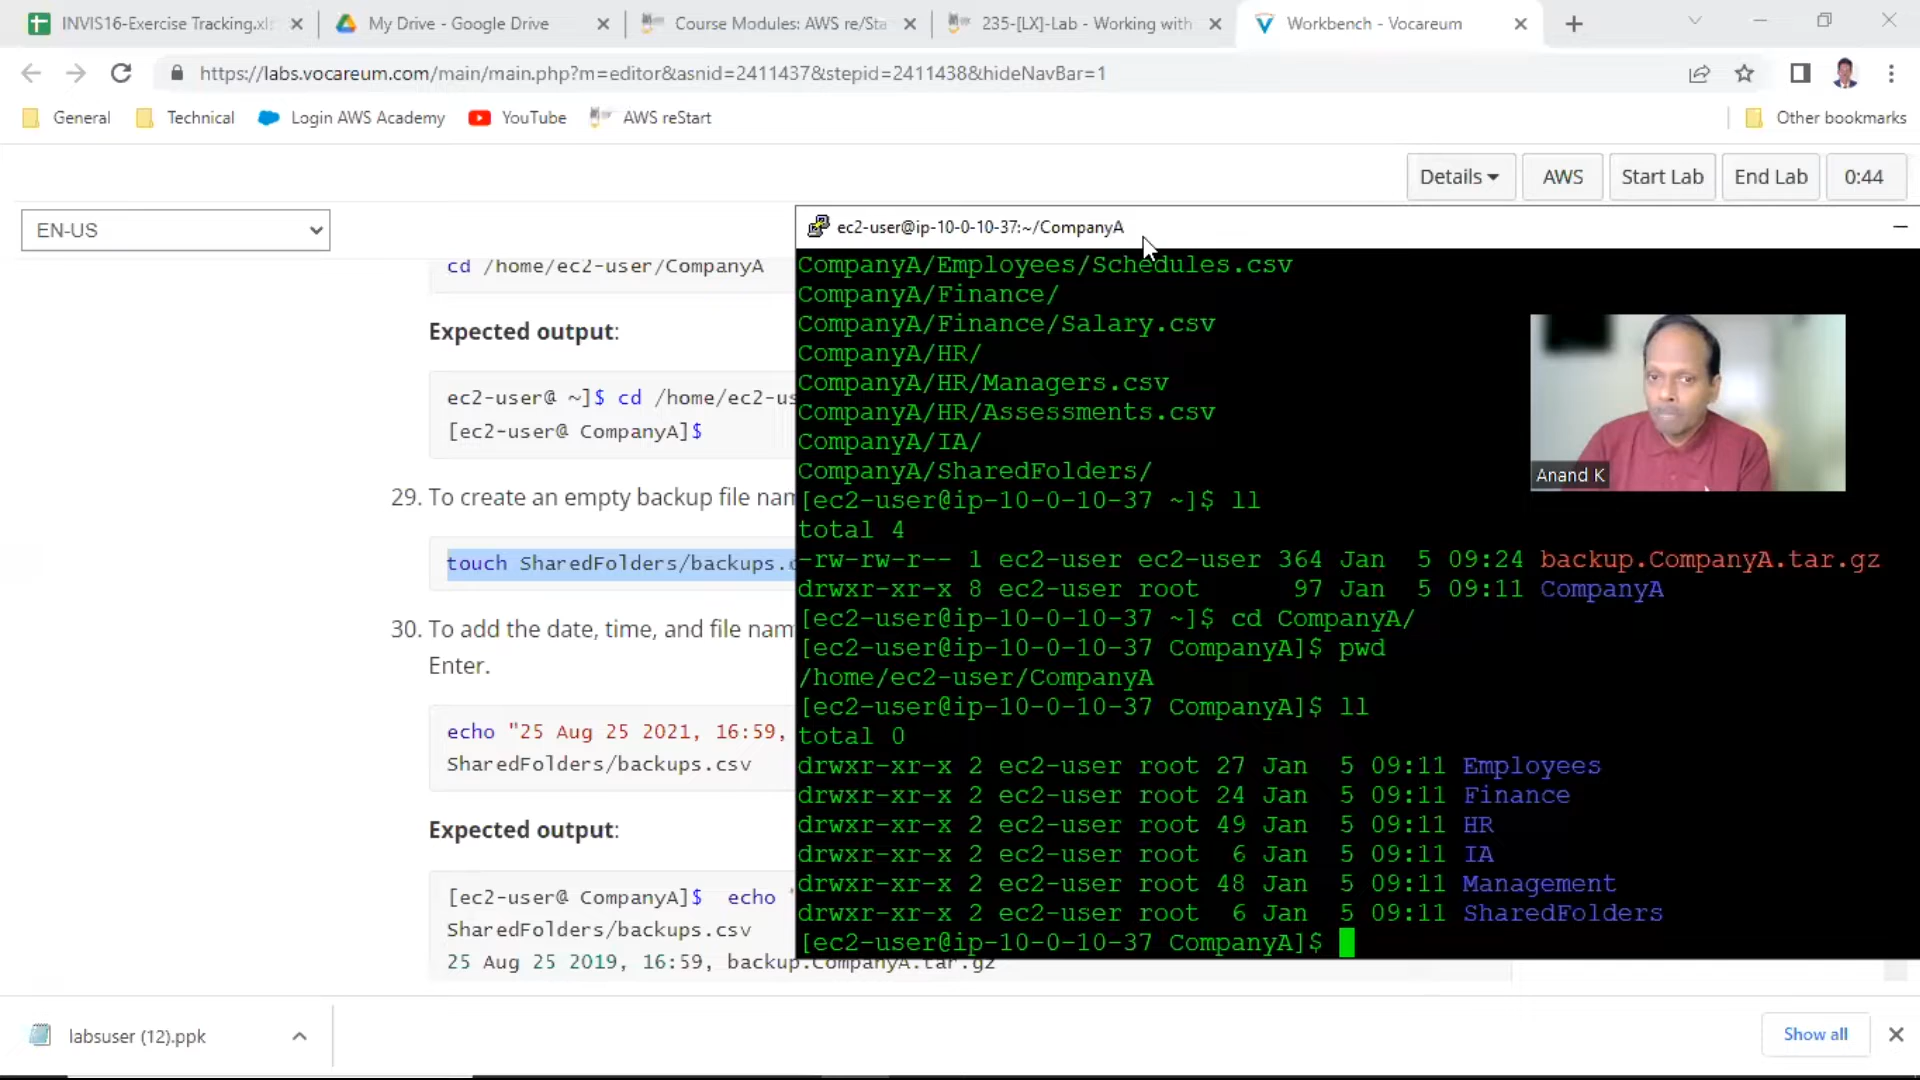 INVIS16-Exercise Tracking.xls
My Drive - Google Drive
Course Modules: AWS re/Sta
235-[LX]-Lab - Working with
Workbench - Vocareum
https://labs.vocareum.com/main/main.php?m=editor&asnid=2411437&stepid=2411438&hideNavBar=1
General
Technical
Login AWS Academy
YouTube
AWS reStart
Other bookmarks
Details
AWS
Start Lab
End Lab
0:44
EN-US
cd /home/ec2-user/CompanyA
Expected output:
ec2-user@ ~]$ cd /home/ec2-us
[ec2-user@ CompanyA]$
29. To create an empty backup file nam
touch SharedFolders/backups.c
30. To add the date, time, and file nam
Enter.
echo "25 Aug 25 2021, 16:59,
SharedFolders/backups.csv
Expected output:
[ec2-user@ CompanyA]$ echo "
SharedFolders/backups.csv
25 Aug 25 2019, 16:59, backup.CompanyA.tar.gz
ec2-user@ip-10-0-10-37:~/CompanyA
CompanyA/Employees/Schedules.csv
CompanyA/Finance/
CompanyA/Finance/Salary.csv
CompanyA/HR/
CompanyA/HR/Managers.csv
CompanyA/HR/Assessments.csv
CompanyA/IA/
CompanyA/SharedFolders/
[ec2-user@ip-10-0-10-37 ~]$ ll
total 4
-rw-rw-r-- 1 ec2-user ec2-user 364 Jan 5 09:24 backup.CompanyA.tar.gz
drwxr-xr-x 8 ec2-user root 97 Jan 5 09:11 CompanyA
[ec2-user@ip-10-0-10-37 ~]$ cd CompanyA/
[ec2-user@ip-10-0-10-37 CompanyA]$ pwd
/home/ec2-user/CompanyA
[ec2-user@ip-10-0-10-37 CompanyA]$ ll
total 0
drwxr-xr-x 2 ec2-user root 27 Jan 5 09:11 Employees
drwxr-xr-x 2 ec2-user root 24 Jan 5 09:11 Finance
drwxr-xr-x 2 ec2-user root 49 Jan 5 09:11 HR
drwxr-xr-x 2 ec2-user root 6 Jan 5 09:11 IA
drwxr-xr-x 2 ec2-user root 48 Jan 5 09:11 Management
drwxr-xr-x 2 ec2-user root 6 Jan 5 09:11 SharedFolders
[ec2-user@ip-10-0-10-37 CompanyA]$
Anand K
labsuser (12).ppk
Show all